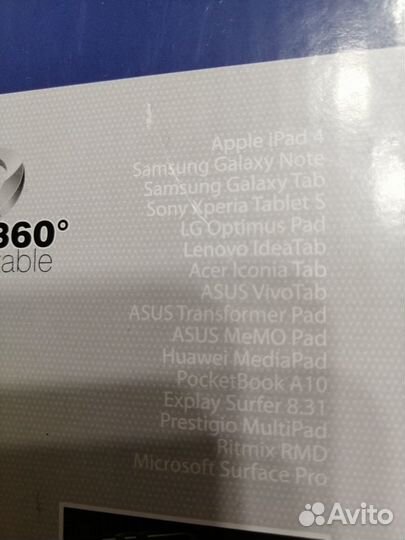 Apple iPad 4
Samsung Galaxy Note
Samsung Galaxy Tab
Sony Xperia Tablet S
LG Optimus Pad
Lenovo IdeaTab
Acer Iconia Tab
ASUS VivoTab
ASUS Transformer Pad
ASUS MeMO Pad
Huawei MediaPad
PocketBook A10
Explay Surfer 8.31
Prestigio MultiPad
Ritmix RMD
Microsoft Surface Pro
360°
table
Avito